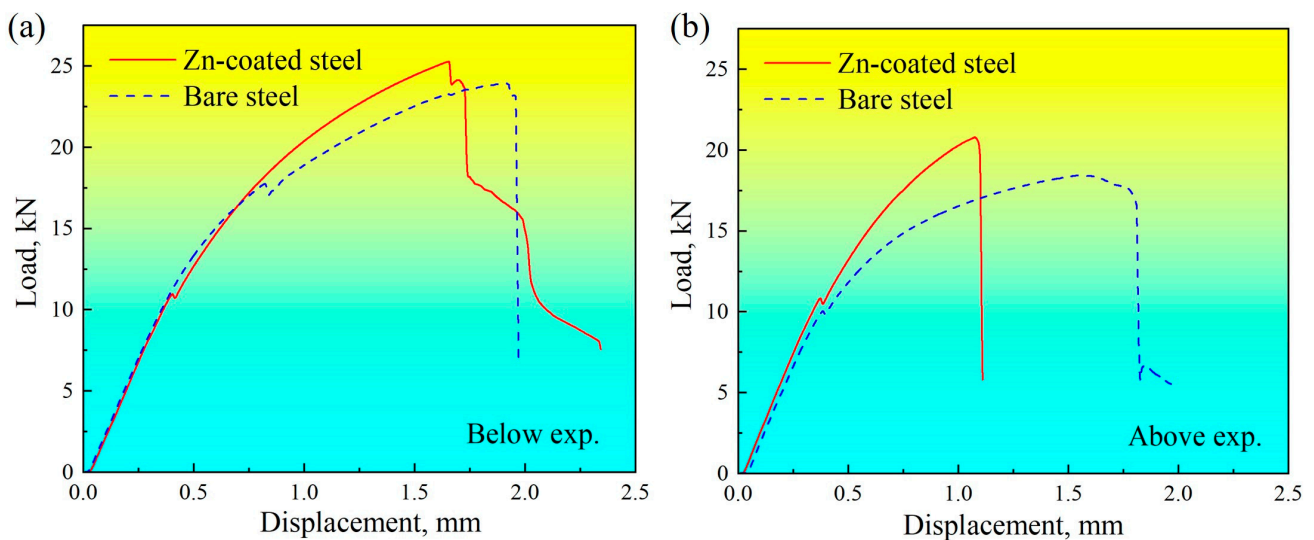 (a)
Zn-coated steel
Bare steel
Load, kN
25
20
15
10
5
0
Below exp.
0.0 0.5 1.0 1.5 2.0 2.5
Displacement, mm
(b)
Zn-coated steel
Bare steel
Load, kN
25
20
15
10
5
0
Above exp.
0.0 0.5 1.0 1.5 2.0 2.5
Displacement, mm